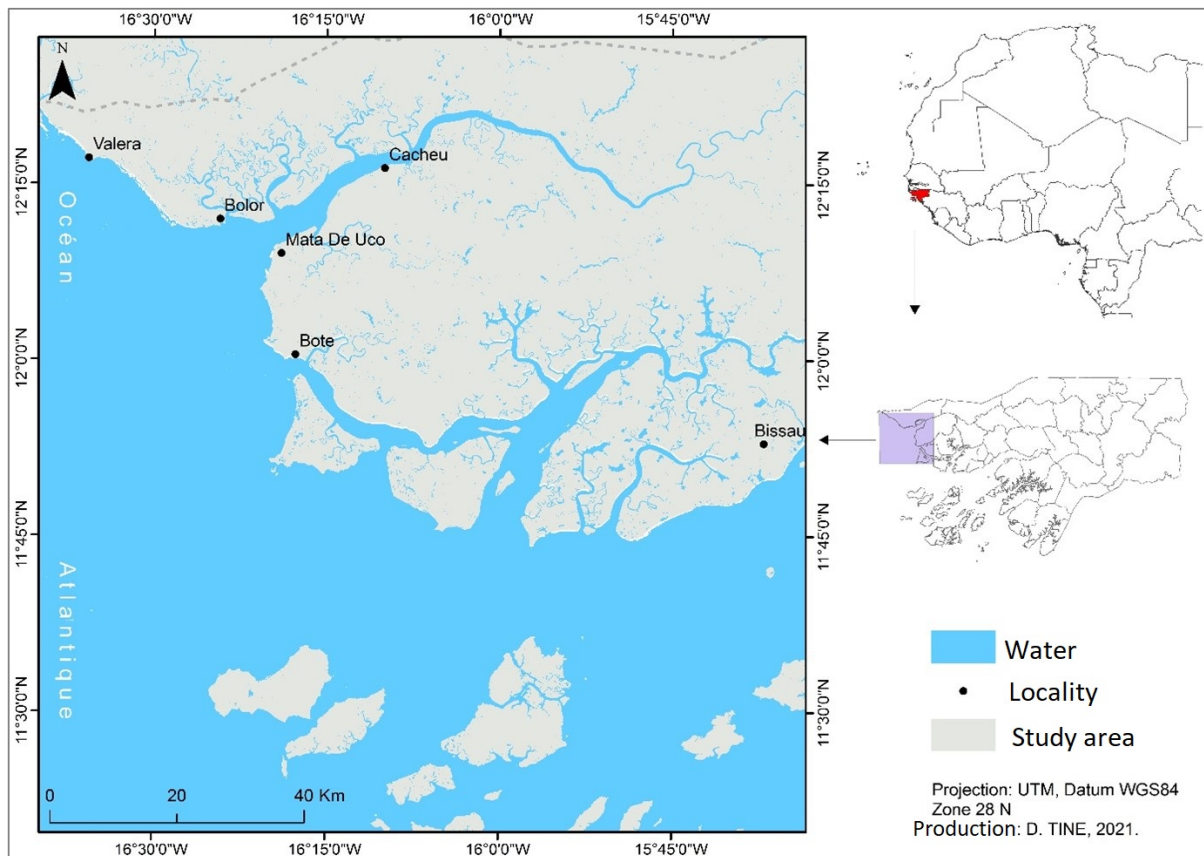 16°30'0"W
16°15'0"W
16°0'0"W
15°45'0"W
N
Valera
Cacheu
12°15'0"N
12°15'0"N
Bolor
Océan
Mata De Uco
Bote
12°0'0"N
12°0'0"N
Bissau
11°45'0"N
11°45'0"N
Atlantique
11°30'0"N
11°30'0"N
0 20 40 Km
16°30'0"W
16°15'0"W
16°0'0"W
15°45'0"W
Water
Locality
Study area
Projection: UTM, Datum WGS84
Zone 28 N
Production: D. TINE, 2021.